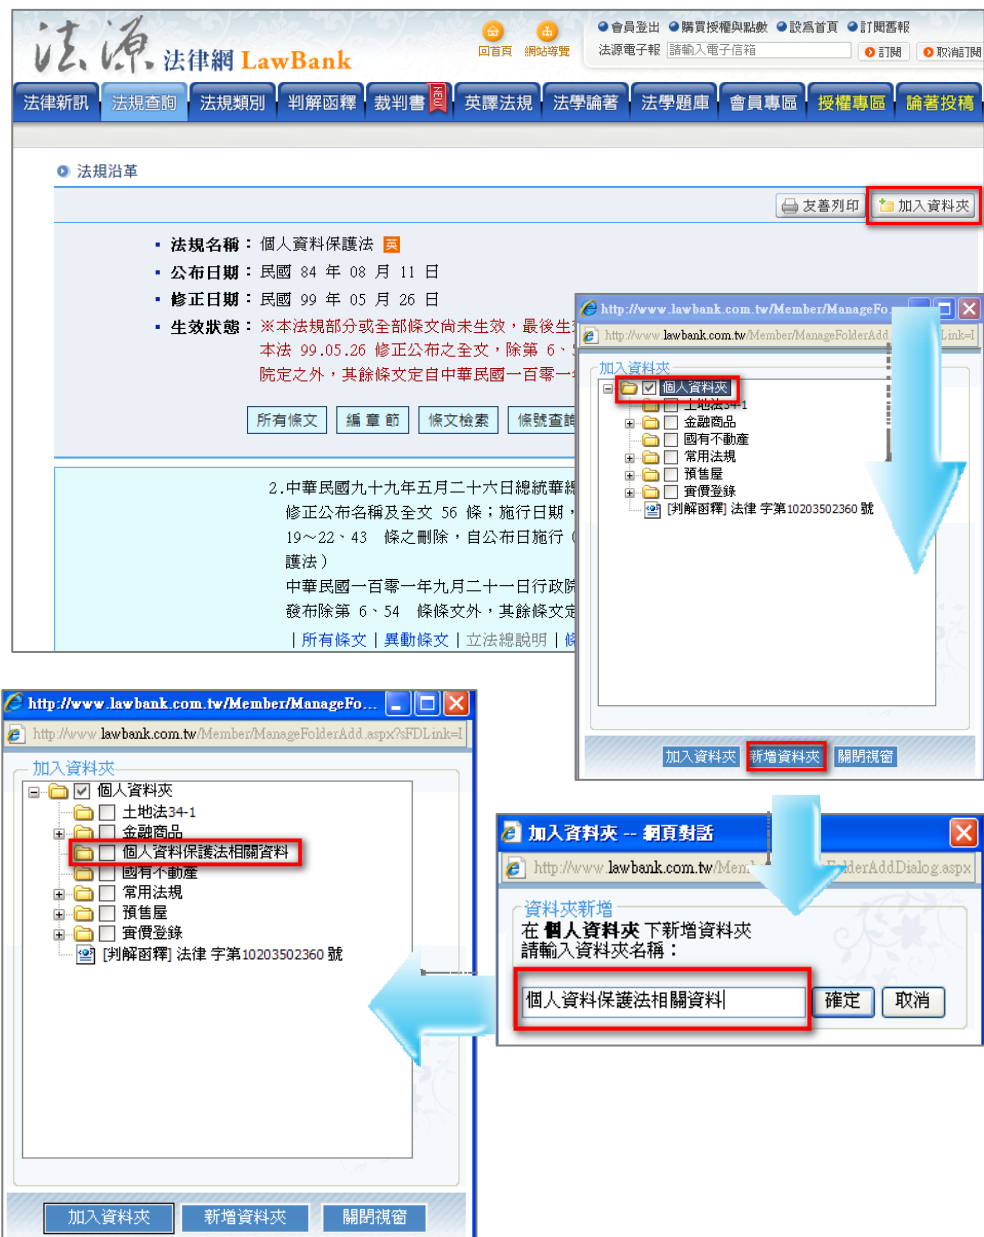 法源 法律網 LawBank
回首頁 網站導覽
會員登出 購買授權與點數 設為首頁 訂閱舊報
法源電子報 請輸入電子信箱 訂閱 取消訂閱
法律新訊 法規查詢 法規類別 判解函釋 裁判書 NEW 英譯法規 法學論著 法學題庫 會員專區 授權專區 論著投稿
法規沿革
友善列印 加入資料夾
法規名稱：個人資料保護法 英
公布日期：民國 84 年 08 月 11 日
修正日期：民國 99 年 05 月 26 日
生效狀態：※本法規部分或全部條文尚未生效，最後生
本法 99.05.26 修正公布之全文，除第 6、
院定之外，其餘條文定自中華民國一百零一
所有條文 編章節 條文檢索 條號查詢
2.中華民國九十九年五月二十六日總統華總
修正公布名稱及全文 56 條；施行日期，
19～22、43 條之刪除，自公布日施行（
護法）
中華民國一百零一年九月二十一日行政院
發布除第 6、54 條條文外，其餘條文定
|所有條文|異動條文|立法總說明|條
http://www.lawbank.com.tw/Member/ManageFo...
http://www.lawbank.com.tw/Member/ManageFolderAdd
Link=I
加入資料夾
個人資料夾
土地法34-1
金融商品
國有不動產
常用法規
預售屋
實價登錄
[判解函釋] 法律 字第10203502360 號
加入資料夾 新增資料夾 關閉視窗
加入資料夾 -- 網頁對話
http://www.lawbank.com.tw/Mem
lderAddDialog.aspx
資料夾新增
在 個人資料夾 下新增資料夾
請輸入資料夾名稱：
個人資料保護法相關資料 確定 取消
http://www.lawbank.com.tw/Member/ManageFo...
http://www.lawbank.com.tw/Member/ManageFolderAdd.aspx?sFDLink=I
加入資料夾
個人資料夾
土地法34-1
金融商品
個人資料保護法相關資料
國有不動產
常用法規
預售屋
實價登錄
[判解函釋] 法律 字第10203502360 號
加入資料夾 新增資料夾 關閉視窗